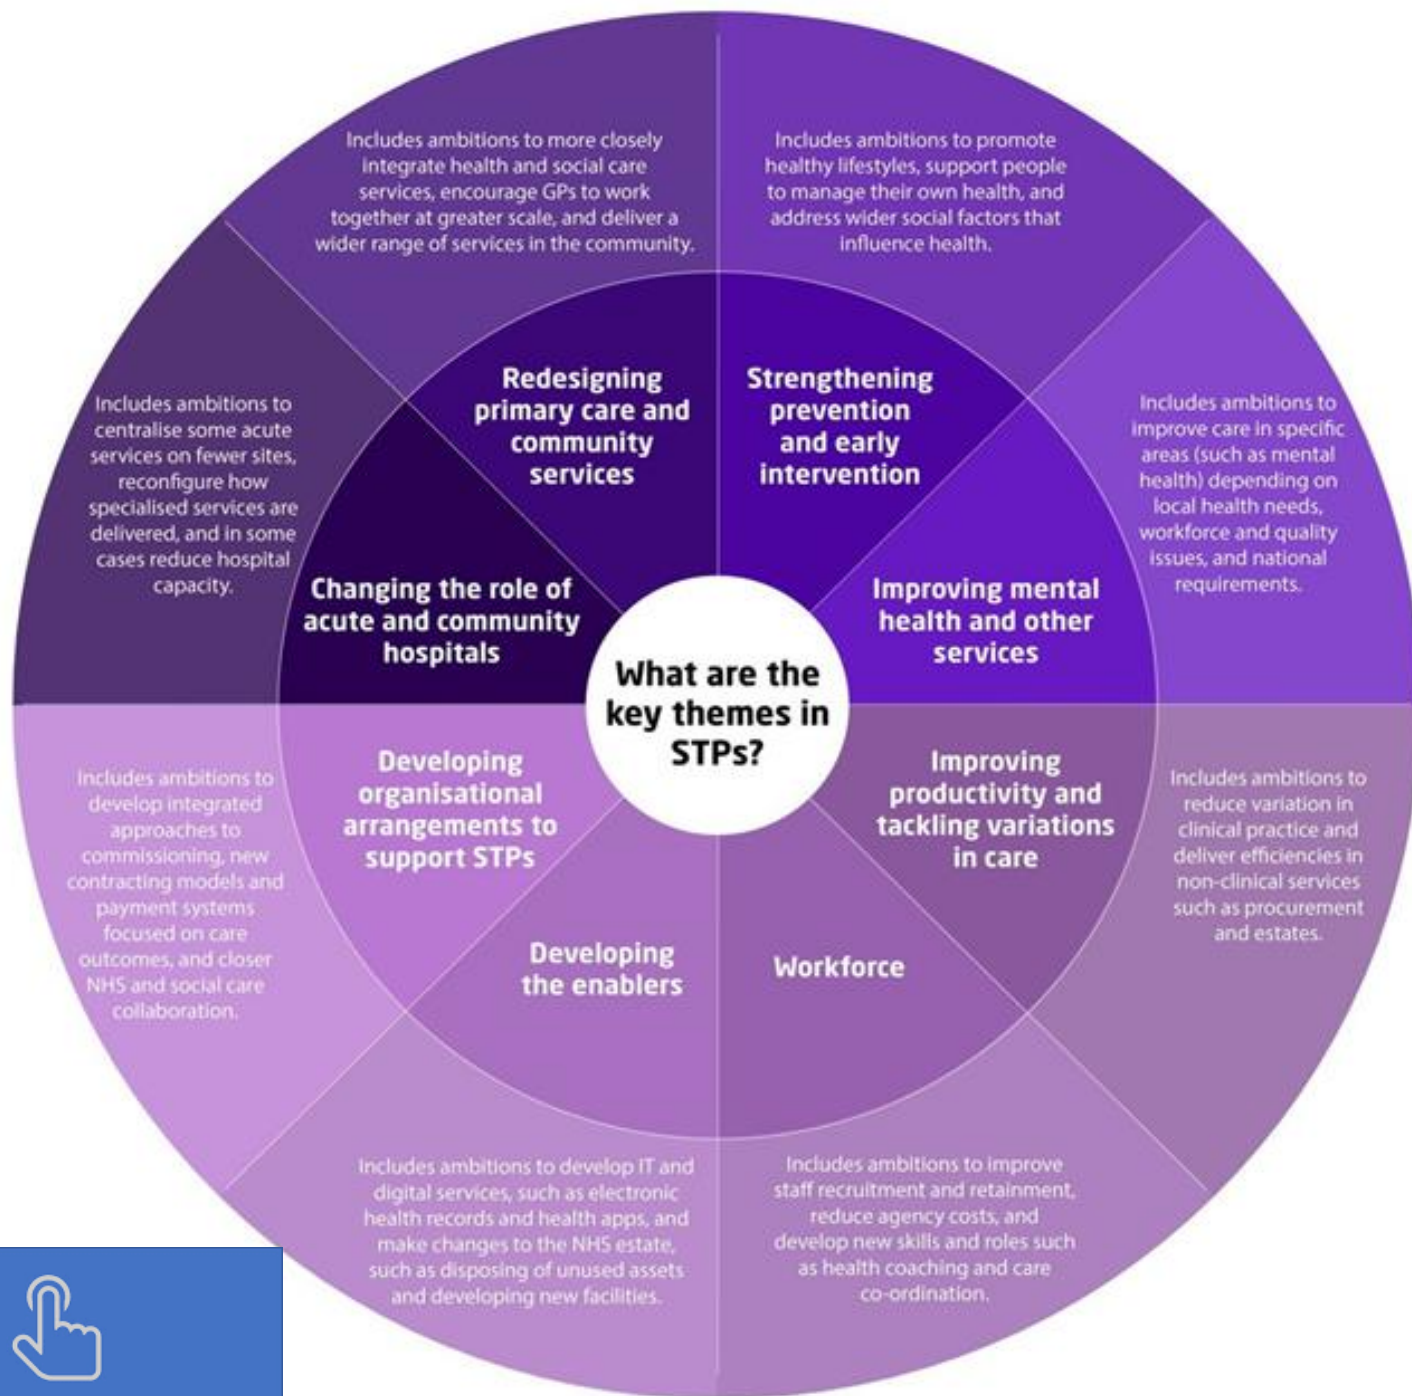 What are the
key themes in
STPs?
Includes ambitions to promote
healthy lifestyles, support people
to manage their own health, and
address wider social factors that
influence health.
Strengthening
prevention
and early
intervention
Includes ambitions to
improve care in specific
areas (such as mental
health) depending on
local health needs,
workforce and quality
issues, and national
requirements.
Improving mental
health and other
services
Includes ambitions to
reduce variation in
clinical practice and
deliver efficiencies in
non-clinical services
such as procurement
and estates.
Improving
productivity and
tackling variations
in care
Includes ambitions to improve
staff recruitment and retainment,
reduce agency costs, and
develop new skills and roles such
as health coaching and care
co-ordination.
Workforce
Includes ambitions to develop IT and
digital services, such as electronic
health records and health apps, and
make changes to the NHS estate,
such as disposing of unused assets
and developing new facilities.
Developing
the enablers
Includes ambitions to
develop integrated
approaches to
commissioning, new
contracting models and
payment systems
focused on care
outcomes, and closer
NHS and social care
collaboration.
Developing
organisational
arrangements to
support STPs
Includes ambitions to
centralise some acute
services on fewer sites,
reconfigure how
specialised services are
delivered, and in some
cases reduce hospital
capacity.
Changing the role of
acute and community
hospitals
Includes ambitions to more closely
integrate health and social care
services, encourage GPs to work
together at greater scale, and deliver a
wider range of services in the community.
Redesigning
primary care and
community
services